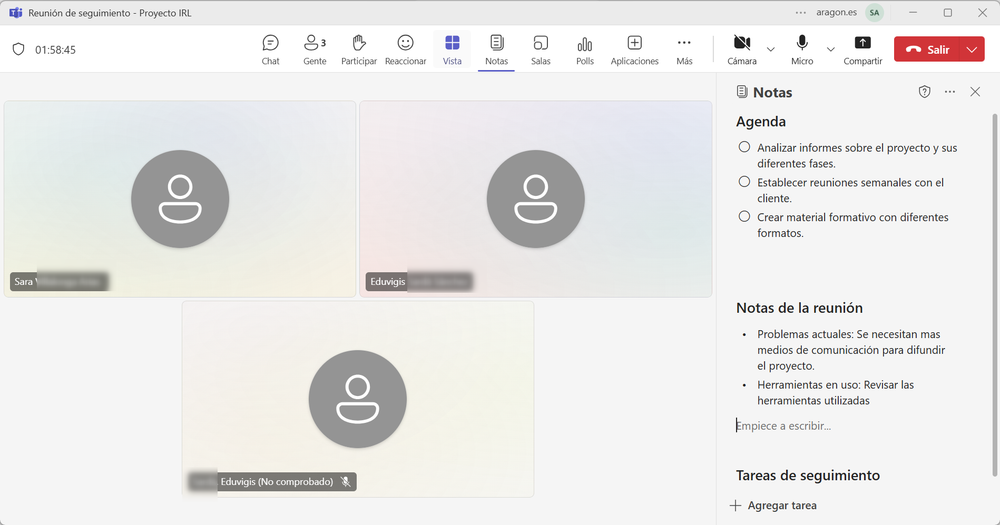 Reunión de seguimiento - Proyecto IRL
aragon.es
SA
01:58:45
3
Chat
Gente
Participar
Reaccionar
Vista
Notas
Salas
Polls
Aplicaciones
Más
Cámara
Micro
Compartir
Salir
Sara
Eduvigis
Eduvigis (No comprobado)
Notas
Agenda
Analizar informes sobre el proyecto y sus
diferentes fases.
Establecer reuniones semanales con el
cliente.
Crear material formativo con diferentes
formatos.
Notas de la reunión
• Problemas actuales: Se necesitan mas
medios de comunicación para difundir
el proyecto.
• Herramientas en uso: Revisar las
herramientas utilizadas
Empiece a escribir...
Tareas de seguimiento
Agregar tarea